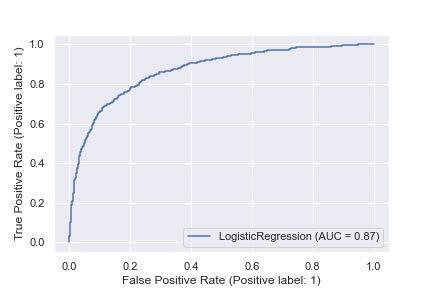 True Positive Rate (Positive label: 1)
1.0
0.8
0.6
0.4
0.2
0.0
LogisticRegression (AUC = 0.87)
0.0 0.2 0.4 0.6 0.8 1.0
False Positive Rate (Positive label: 1)